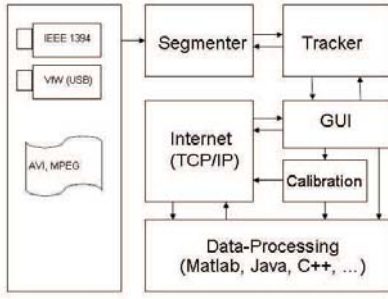 IEEE 1394
VfW (USB)
AVI, MPEG
Segmenter
Tracker
Internet
(TCP/IP)
GUI
Calibration
Data-Processing
(Matlab, Java, C++, ...)